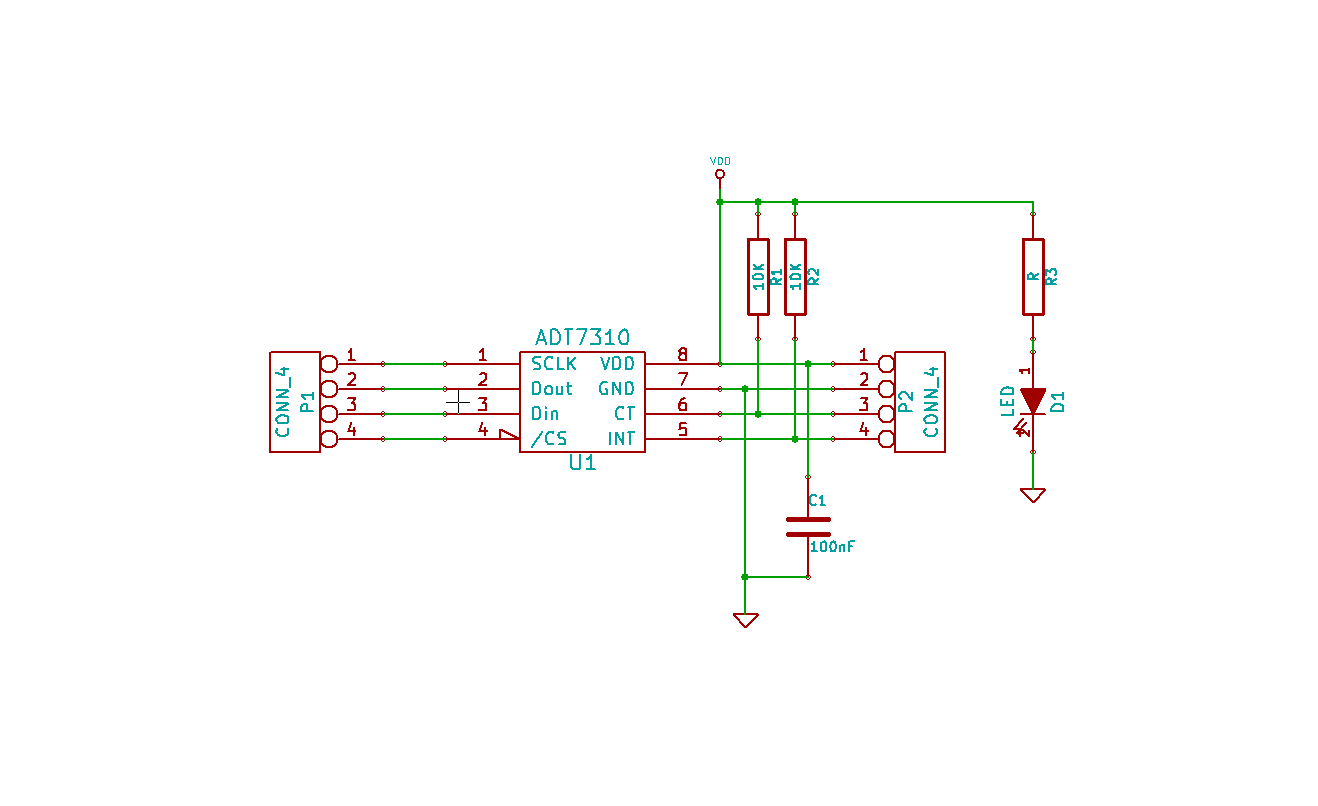 VDD
10K
R1
10K
R2
R
R3
ADT7310
1 1 SCLK VDD 8 1
2 2 Dout GND 7 2
3 3 Din CT 6 3
4 4 /CS INT 5 4
CONN_4
P1
U1
P2
CONN_4
1
LED
D1
2
C1
100nF